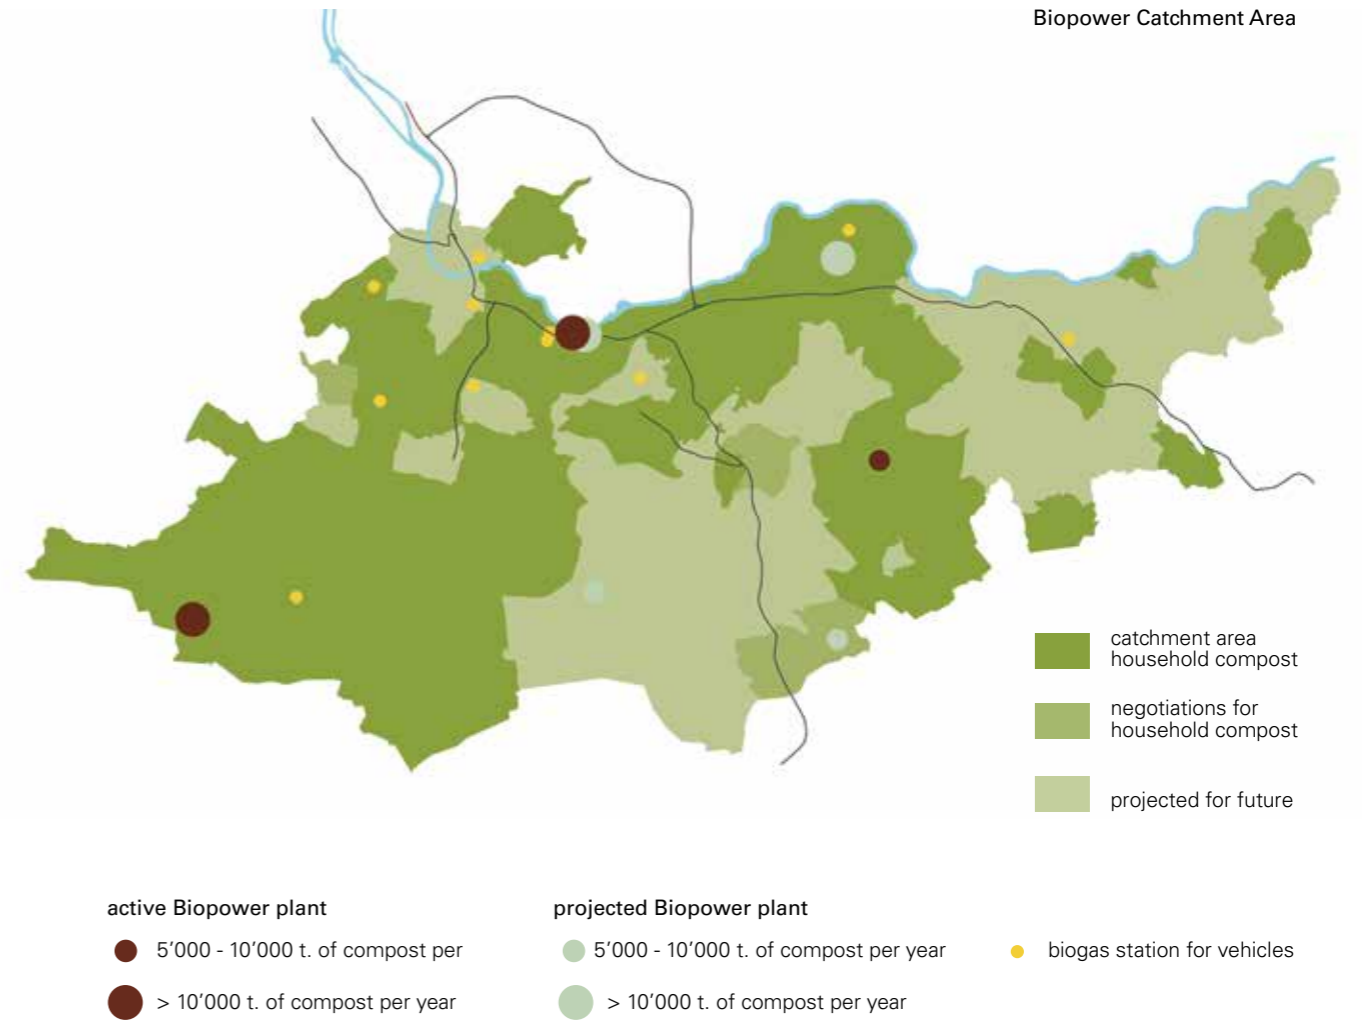 Biopower Catchment Area
catchment area
household compost
negotiations for
household compost
projected for future
active Biopower plant
5’000 - 10’000 t. of compost per
> 10’000 t. of compost per year
projected Biopower plant
5’000 - 10’000 t. of compost per year
> 10’000 t. of compost per year
biogas station for vehicles